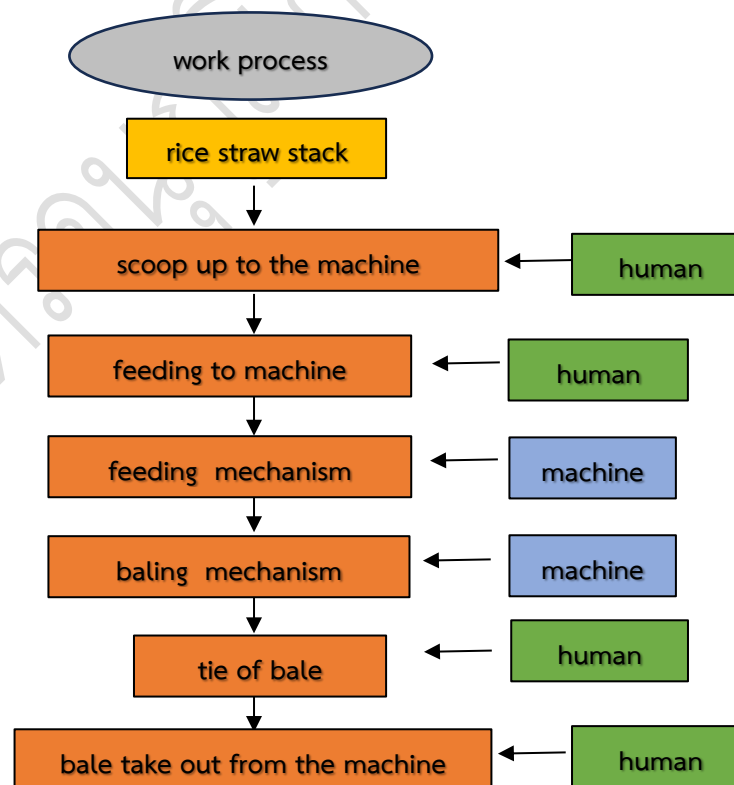 work process
rice straw stack
scoop up to the machine
human
feeding to machine
human
feeding mechanism
machine
baling mechanism
machine
tie of bale
human
bale take out from the machine
human